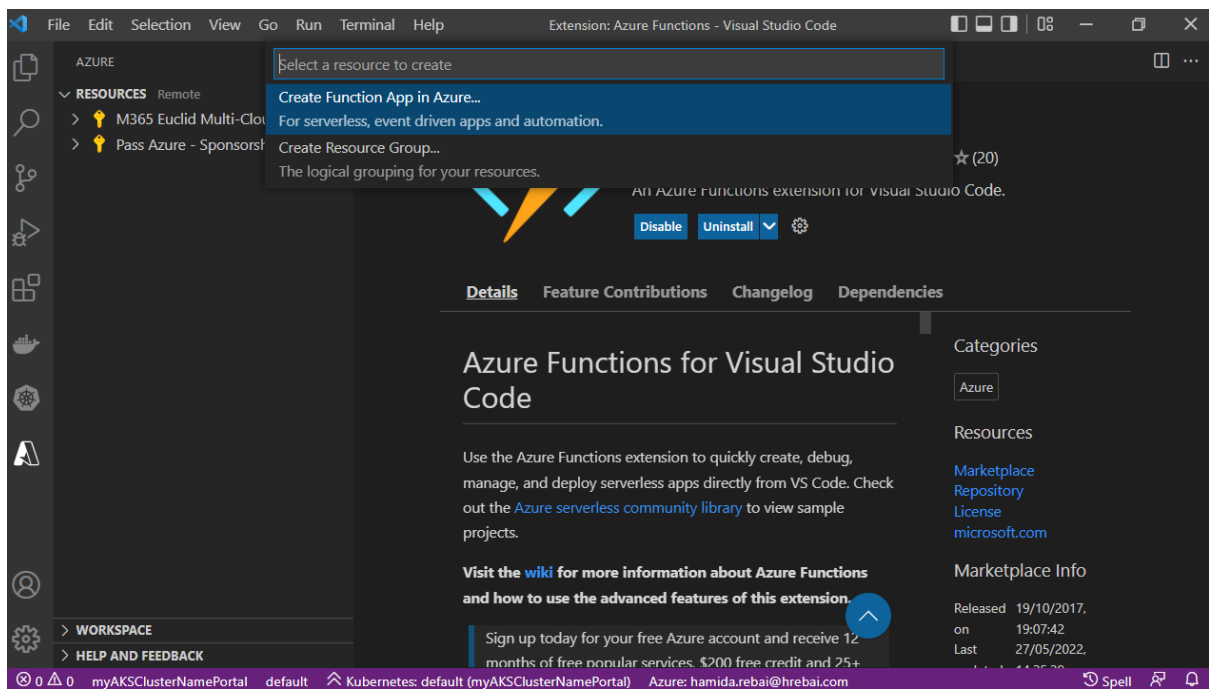 File Edit Selection View Go Run Terminal Help Extension: Azure Functions - Visual Studio Code
AZURE
Select a resource to create
RESOURCES Remote
Create Function App in Azure...
M365 Euclid Multi-Clou
For serverless, event driven apps and automation.
Pass Azure - Sponsorsh
Create Resource Group...
The logical grouping for your resources.
(20)
An Azure Functions extension for Visual Studio Code.
Disable Uninstall
Details Feature Contributions Changelog Dependencies
Azure Functions for Visual Studio
Code
Use the Azure Functions extension to quickly create, debug,
manage, and deploy serverless apps directly from VS Code. Check
out the Azure serverless community library to view sample
projects.
Visit the wiki for more information about Azure Functions
and how to use the advanced features of this extension.
Sign up today for your free Azure account and receive 12
months of free popular services, $200 free credit and 25+
Categories
Azure
Resources
Marketplace
Repository
License
microsoft.com
Marketplace Info
Released 19/10/2017,
on 19:07:42
Last 27/05/2022,
WORKSPACE
HELP AND FEEDBACK
0 0 myAKSClusterNamePortal default Kubernetes: default (myAKSClusterNamePortal) Azure: hamida.rebai@hrebai.com Spell